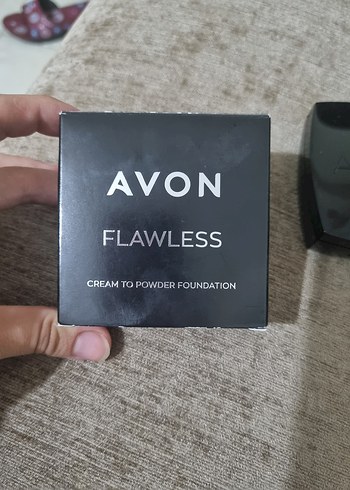 AVON
FLAWLESS
CREAM TO POWDER FOUNDATION